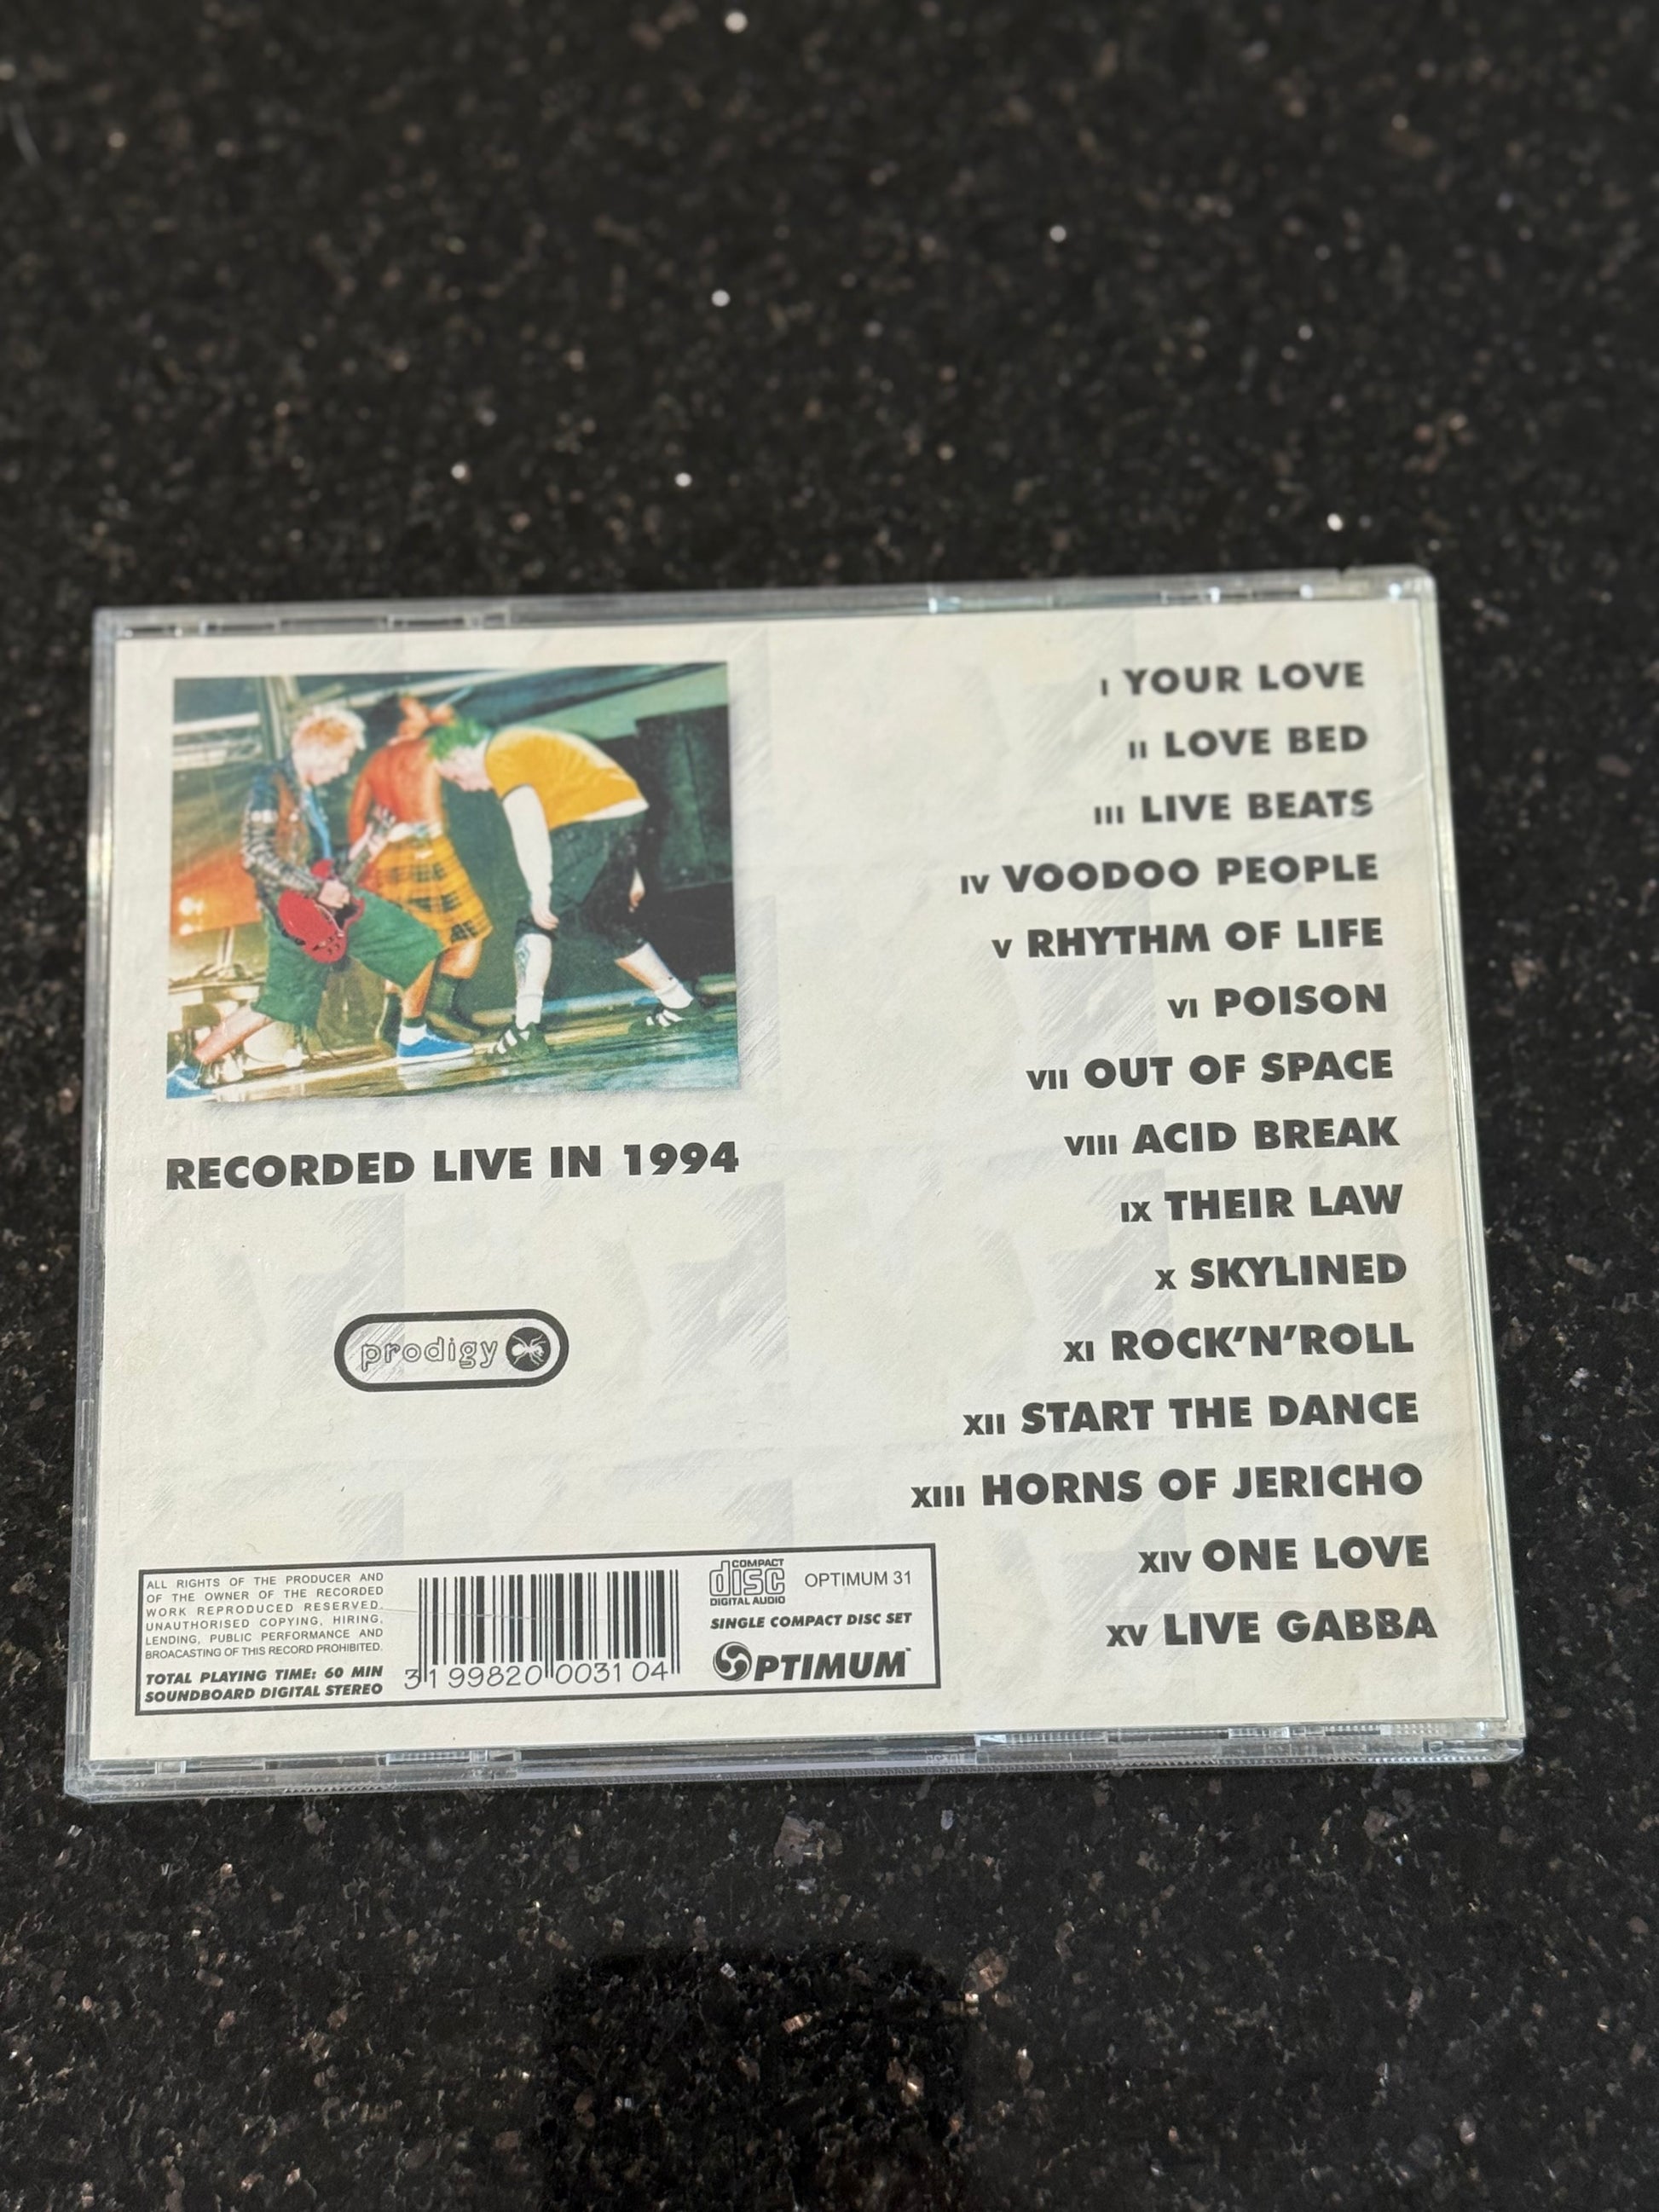 I YOUR LOVE
II LOVE BED
III LIVE BEATS
IV VOODOO PEOPLE
V RHYTHM OF LIFE
VI POISON
VII OUT OF SPACE
VIII ACID BREAK
IX THEIR LAW
X SKYLINED
XI ROCK'N'ROLL
XII START THE DANCE
XIII HORNS OF JERICHO
XIV ONE LOVE
XV LIVE GABBA
RECORDED LIVE IN 1994
prodigy
ALL RIGHTS OF THE PRODUCER AND
OF THE OWNER OF THE RECORDED
WORK REPRODUCED RESERVED.
UNAUTHORISED COPYING, HIRING,
LENDING, PUBLIC PERFORMANCE AND
BROACASTING OF THIS RECORD PROHIBITED.
TOTAL PLAYING TIME: 60 MIN
SOUNDBOARD DIGITAL STEREO
3 199820 003104
COMPACT
disc
DIGITAL AUDIO
OPTIMUM 31
SINGLE COMPACT DISC SET
OPTIMUM™